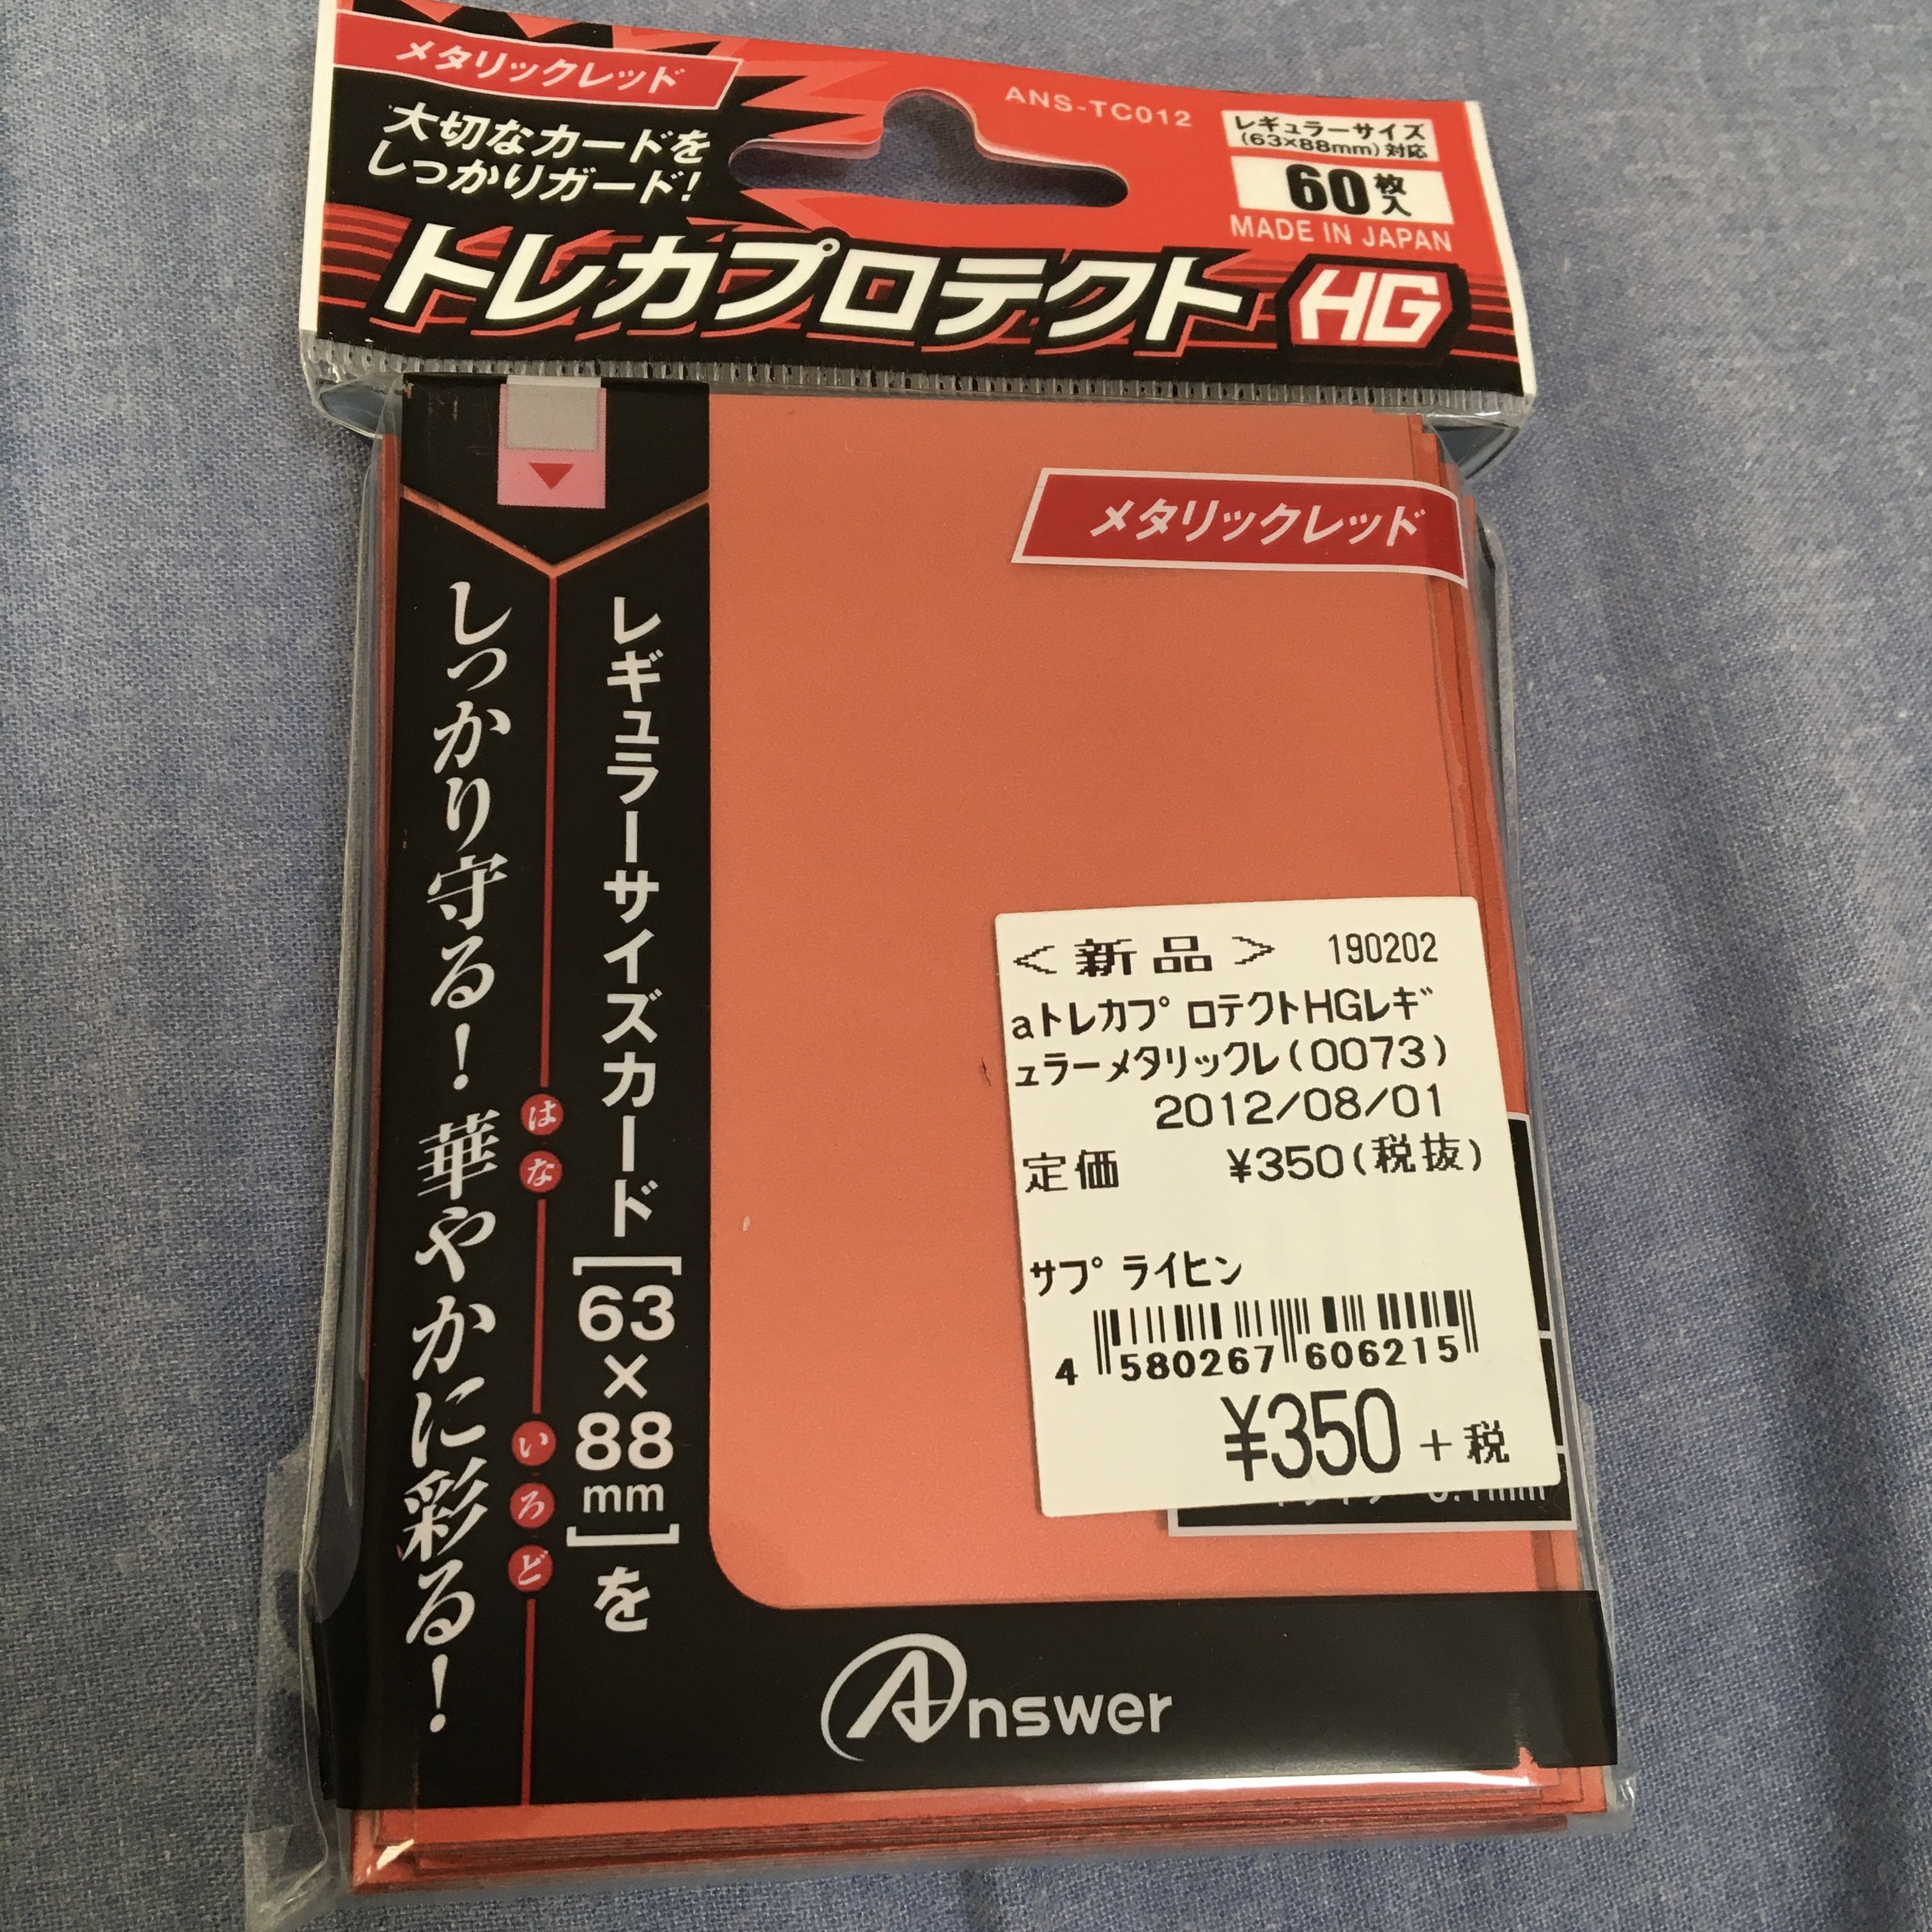 メタリックレッド
大切なカードを
しっかりガード!
ANS-TC012
レギュラーサイズ
(63×88mm)対応
60枚入
MADE IN JAPAN
トレカプロテクト HG
メタリックレッド
レギュラーサイズカード[63×88mm]を
しっかり守る!華やかに彩る!
はな
いろど
<新品> 190202
aトレカプロテクトHGレギ
ュラーメタリックレ(0073)
2012/08/01
定価 ¥350(税抜)
サプライヒン
4 580267 606215
¥350+税
Answer